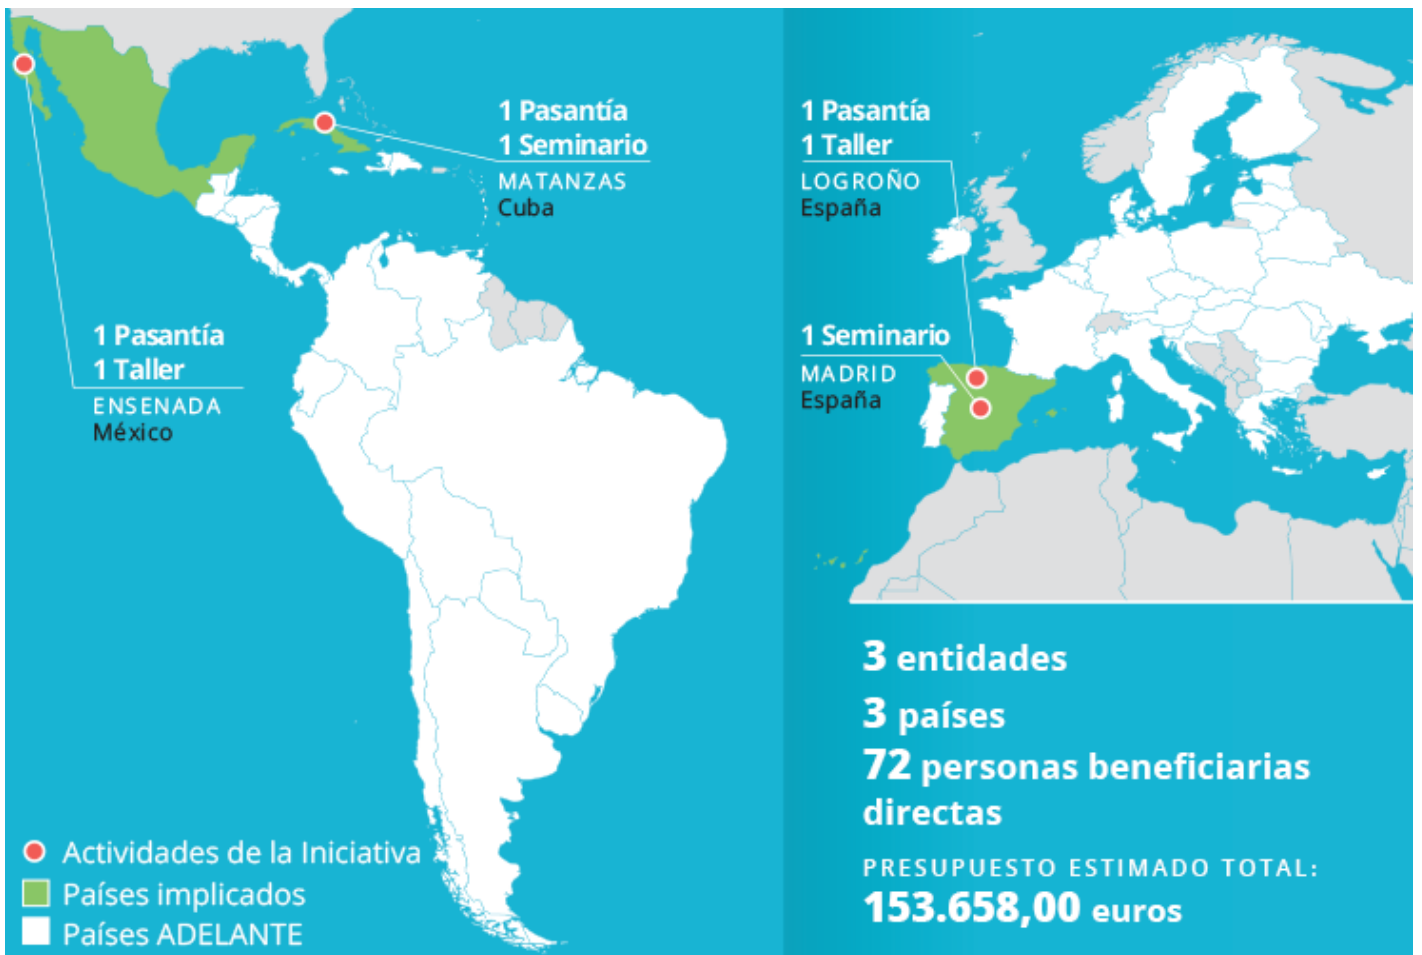 1 Pasantía
1 Seminario
MATANZAS
Cuba
1 Pasantía
1 Taller
ENSENADA
México
1 Pasantía
1 Taller
LOGROÑO
España
1 Seminario
MADRID
España
3 entidades
3 países
72 personas beneficiarias
directas
PRESUPUESTO ESTIMADO TOTAL:
153.658,00 euros
Actividades de la Iniciativa
Países implicados
Países ADELANTE